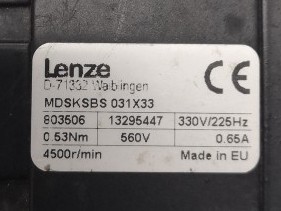 Lenze
D-71332 Waiblingen
CE
MDSKSBS 031X33
803506 13295447 330V/225Hz
0.53Nm 560V 0.65A
4500r/min Made in EU